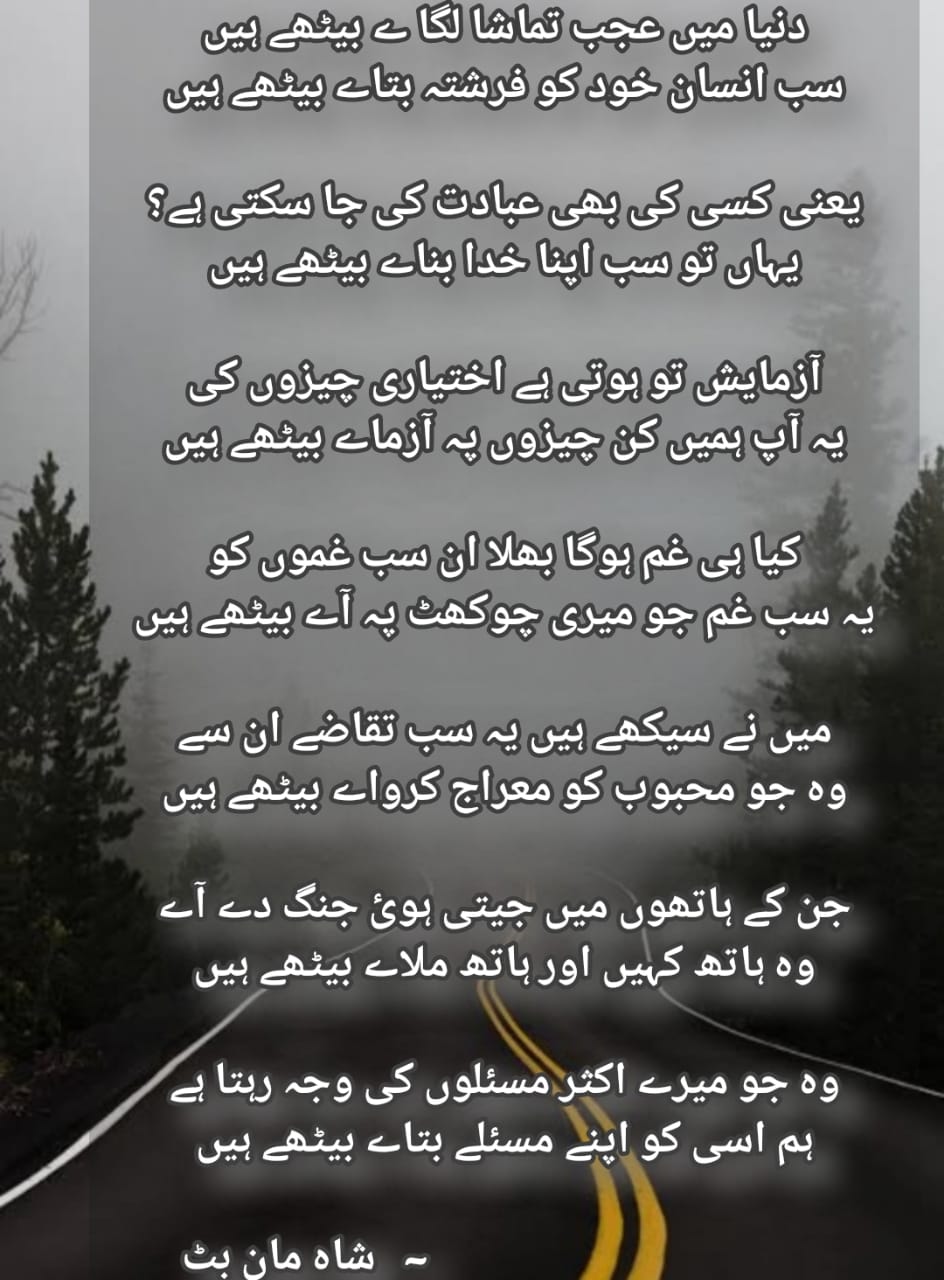 دنیا میں عجب تماشا لگا ے بیٹھے ہیں
سب انسان خود کو فرشتہ بتاے بیٹھے ہیں
یعنی کسی کی بھی عبادت کی جا سکتی ہے؟
یہاں تو سب اپنا خدا بناے بیٹھے ہیں
آزمایش تو ہوتی ہے اختیاری چیزوں کی
یہ آپ ہمیں کن چیزوں پہ آزماے بیٹھے ہیں
کیا ہی غم ہوگا بھلا ان سب غموں کو
یہ سب غم جو میری چوکھٹ پہ آے بیٹھے ہیں
میں نے سیکھے ہیں یہ سب تقاضے ان سے
وہ جو محبوب کو معراج کرواے بیٹھے ہیں
جن کے ہاتھوں میں جیتی ہوئ جنگ دے آے
وہ ہاتھ کہیں اور ہاتھ ملاے بیٹھے ہیں
وہ جو میرے اکثر مسئلوں کی وجہ رہتا ہے
ہم اسی کو اپنے مسئلے بتاے بیٹھے ہیں
~ شاہ مان بٹ